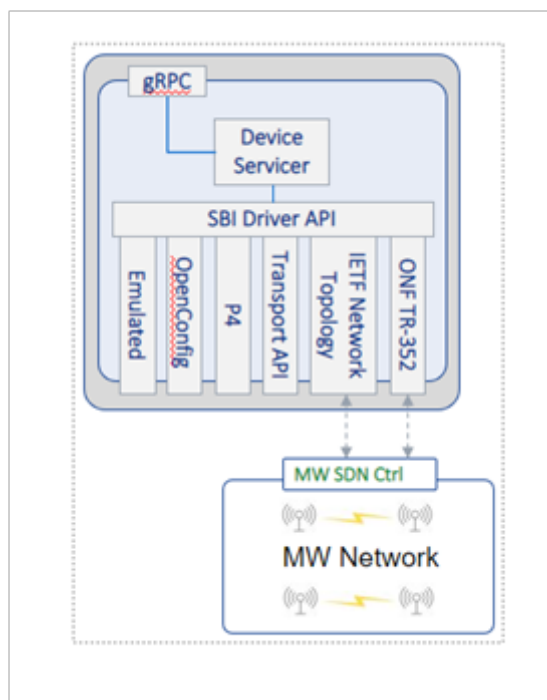 gRPC
Device
Servicer
SBI Driver API
Emulated
OpenConfig
P4
Transport API
IETF Network
Topology
ONF TR-352
MW SDN Ctrl
MW Network